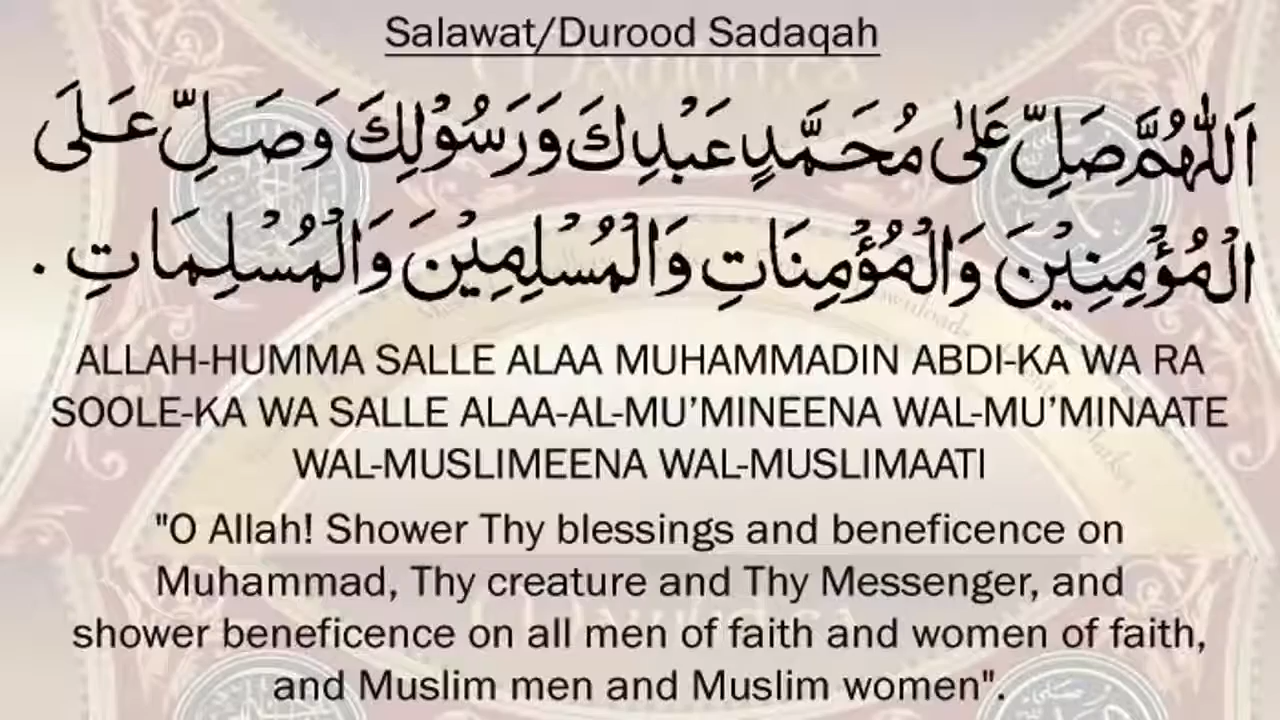 Salawat/Durood Sadaqah
اَللّٰهُمَّ صَلِّ عَلٰى مُحَمَّدٍ عَبْدِكَ وَرَسُوْلِكَ وَصَلِّ عَلَى
الْمُؤْمِنِيْنَ وَالْمُؤْمِنَاتِ وَالْمُسْلِمِيْنَ وَالْمُسْلِمَاتِ .
ALLAH-HUMMA SALLE ALAA MUHAMMADIN ABDI-KA WA RA
SOOLE-KA WA SALLE ALAA-AL-MU’MINEENA WAL-MU’MINAATE
WAL-MUSLIMEENA WAL-MUSLIMAATI
"O Allah! Shower Thy blessings and beneficence on
Muhammad, Thy creature and Thy Messenger, and
shower beneficence on all men of faith and women of faith,
and Muslim men and Muslim women".